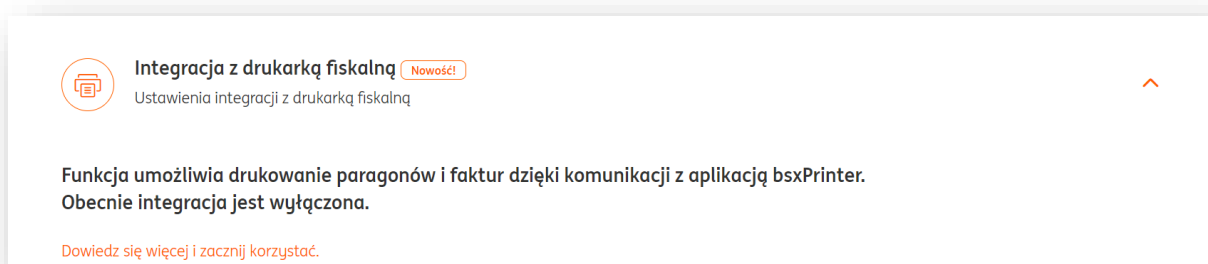 Integracja z drukarką fiskalną Nowość!
Ustawienia integracji z drukarką fiskalną
Funkcja umożliwia drukowanie paragonów i faktur dzięki komunikacji z aplikacją bsxPrinter.
Obecnie integracja jest wyłączona.
Dowiedz się więcej i zacznij korzystać.